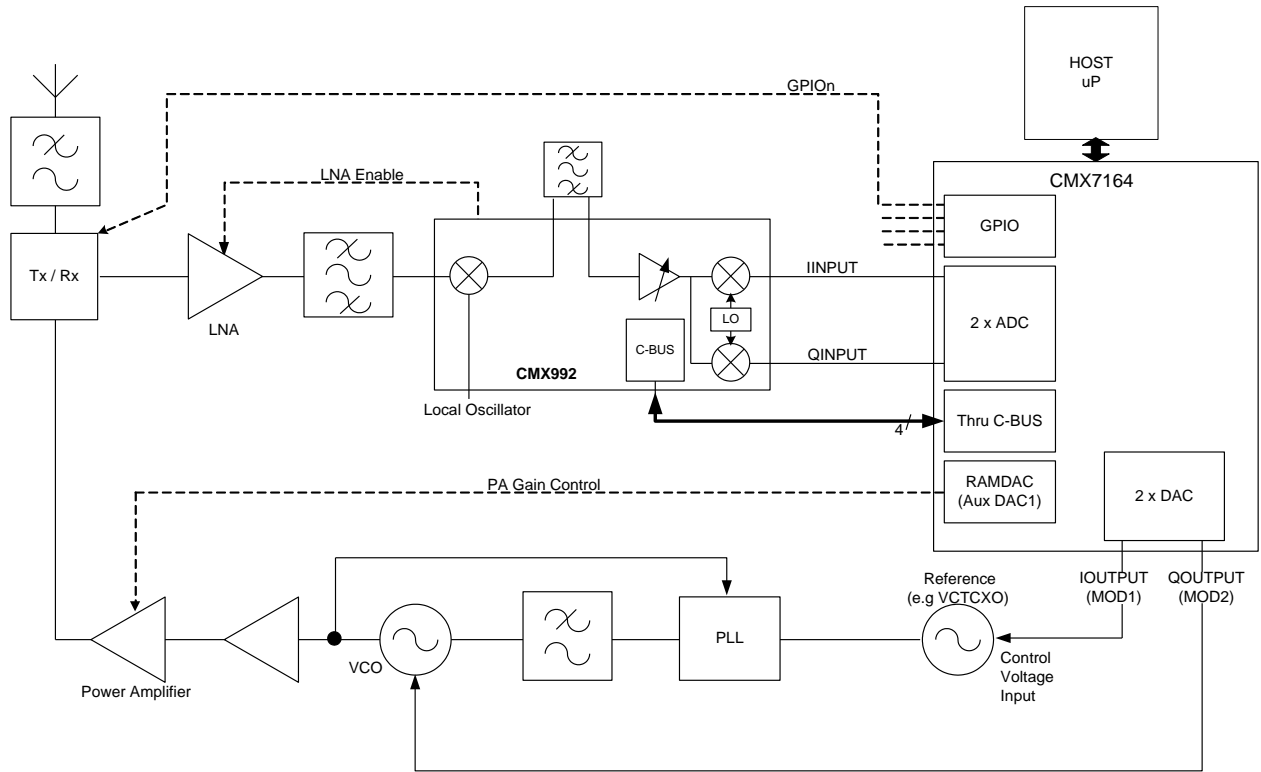 HOST
uP
GPIOn
CMX7164
LNA Enable
GPIO
Tx / Rx
IINPUT
LNA
LO
2 x ADC
C-BUS
QINPUT
CMX992
Local Oscillator
4
Thru C-BUS
PA Gain Control
RAMDAC
(Aux DAC1)
2 x DAC
Reference
(e.g VCTCXO)
IOUTPUT
(MOD1)
QOUTPUT
(MOD2)
PLL
VCO
Control
Voltage
Input
Power Amplifier